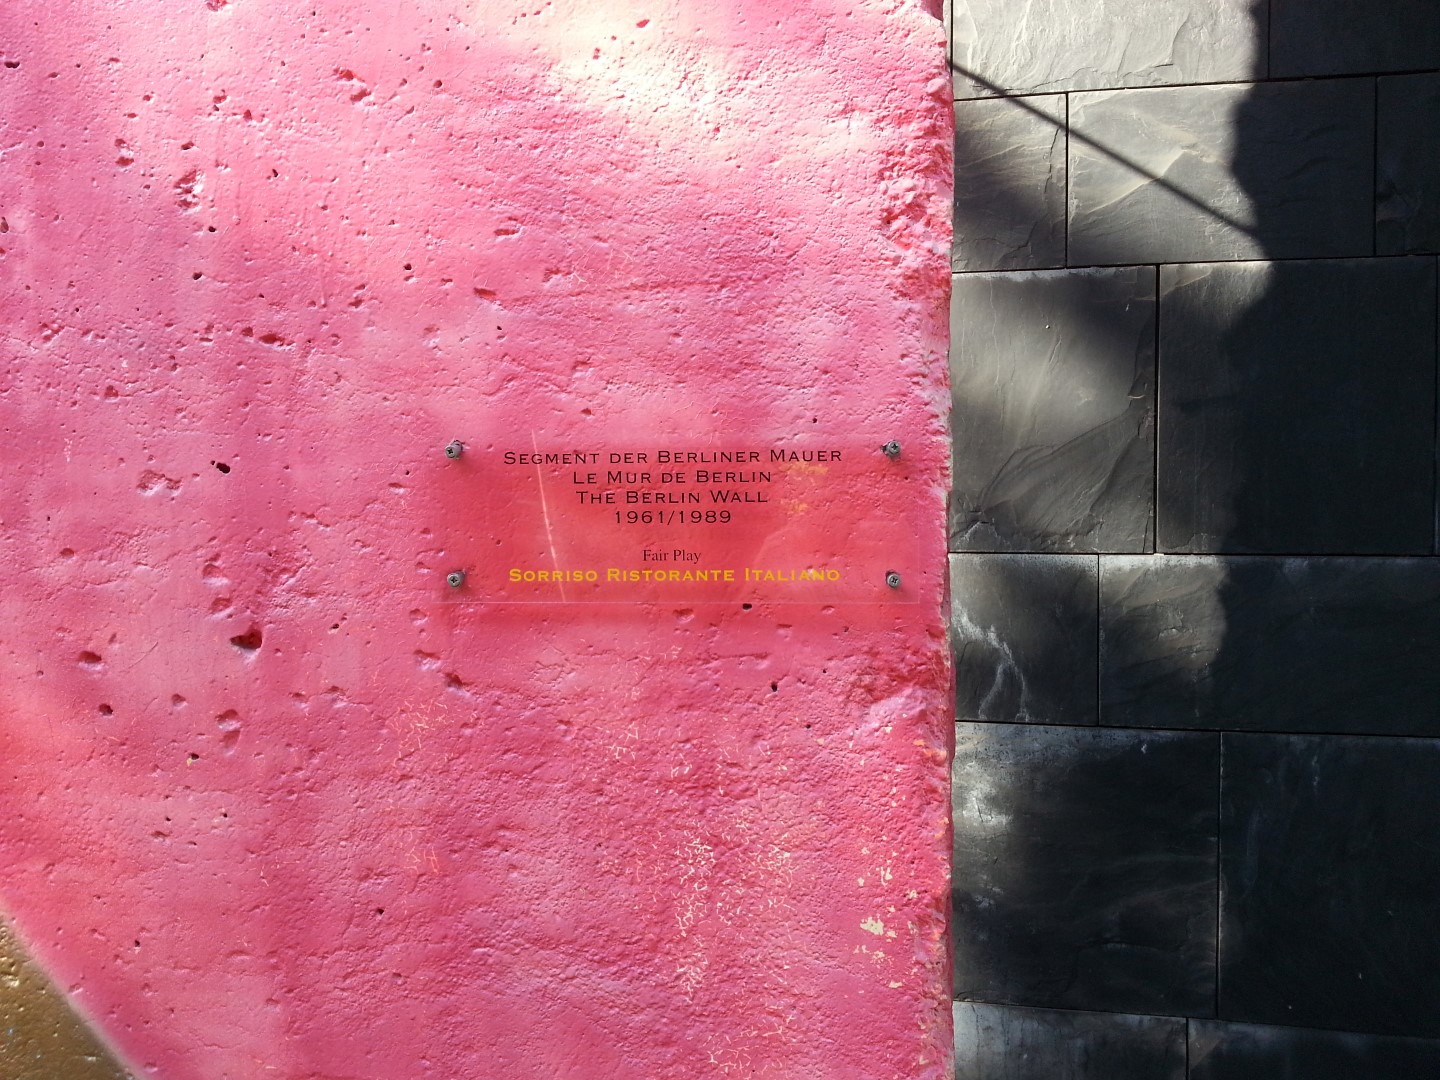 SEGMENT DER BERLINER MAUER
LE MUR DE BERLIN
THE BERLIN WALL
1961/1989
Fair Play
SORRISO RISTORANTE ITALIANO